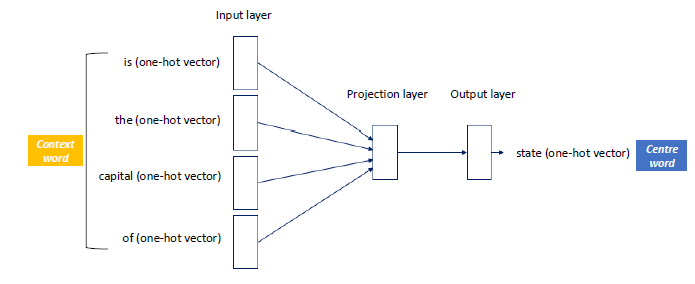 Input layer
is (one-hot vector)
Projection layer
Output layer
the (one-hot vector)
Context
word
state (one-hot vector)
Centre
word
capital (one-hot vector)
of (one-hot vector)